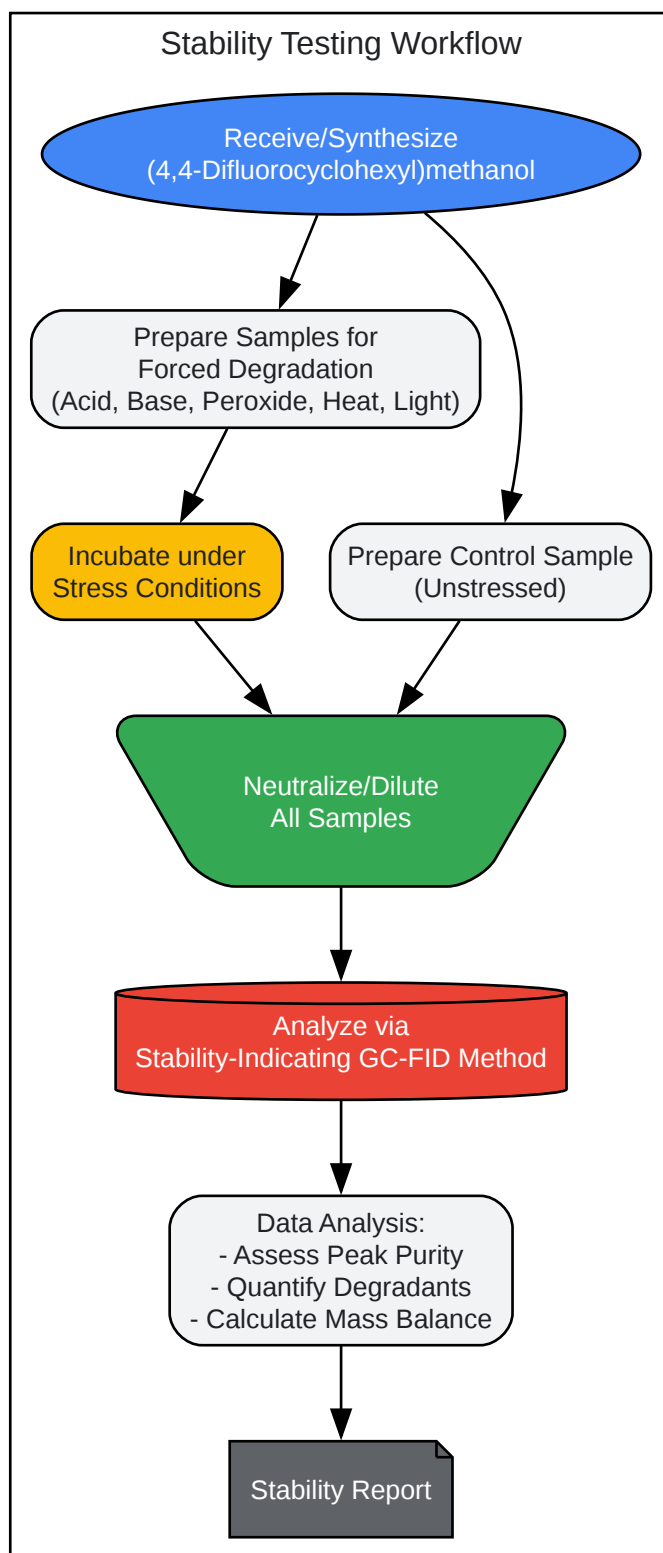 Stability Testing Workflow
Receive/Synthesize
(4,4-Difluorocyclohexyl)methanol
Prepare Samples for
Forced Degradation
(Acid, Base, Peroxide, Heat, Light)
Incubate under
Stress Conditions
Prepare Control Sample
(Unstressed)
Neutralize/Dilute
All Samples
Analyze via
Stability-Indicating GC-FID Method
Data Analysis:
- Assess Peak Purity
- Quantify Degradants
- Calculate Mass Balance
Stability Report